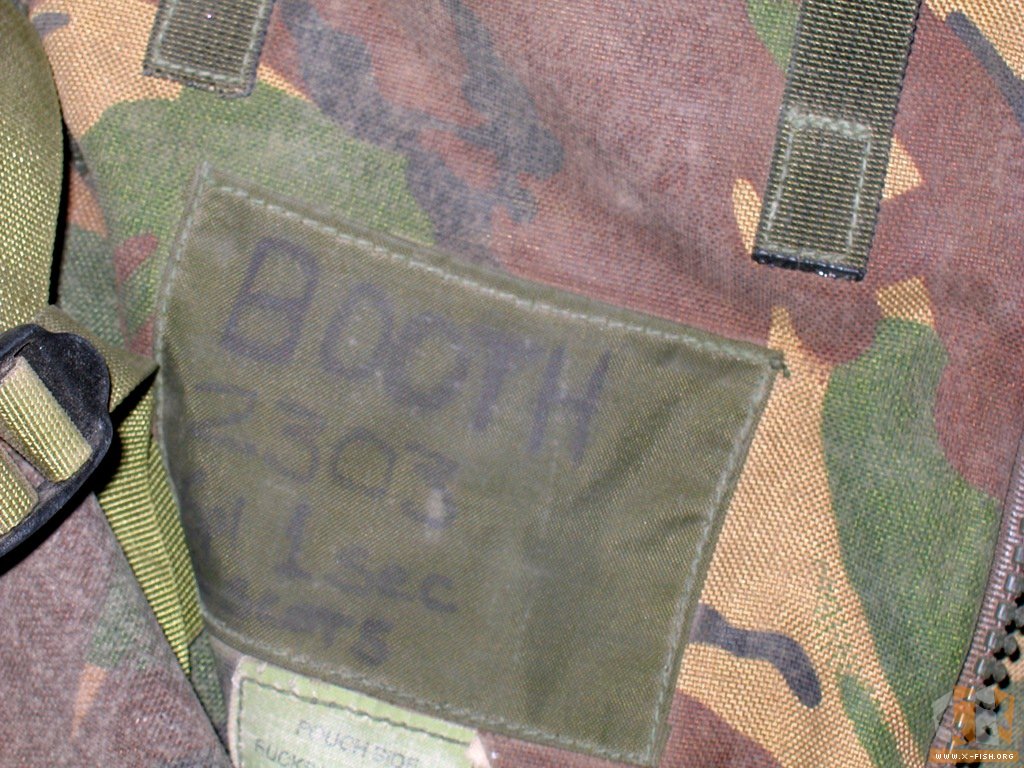 BOOTH
2303
1 sec
POUCH SIDE
WWW.X-FISH.ORG